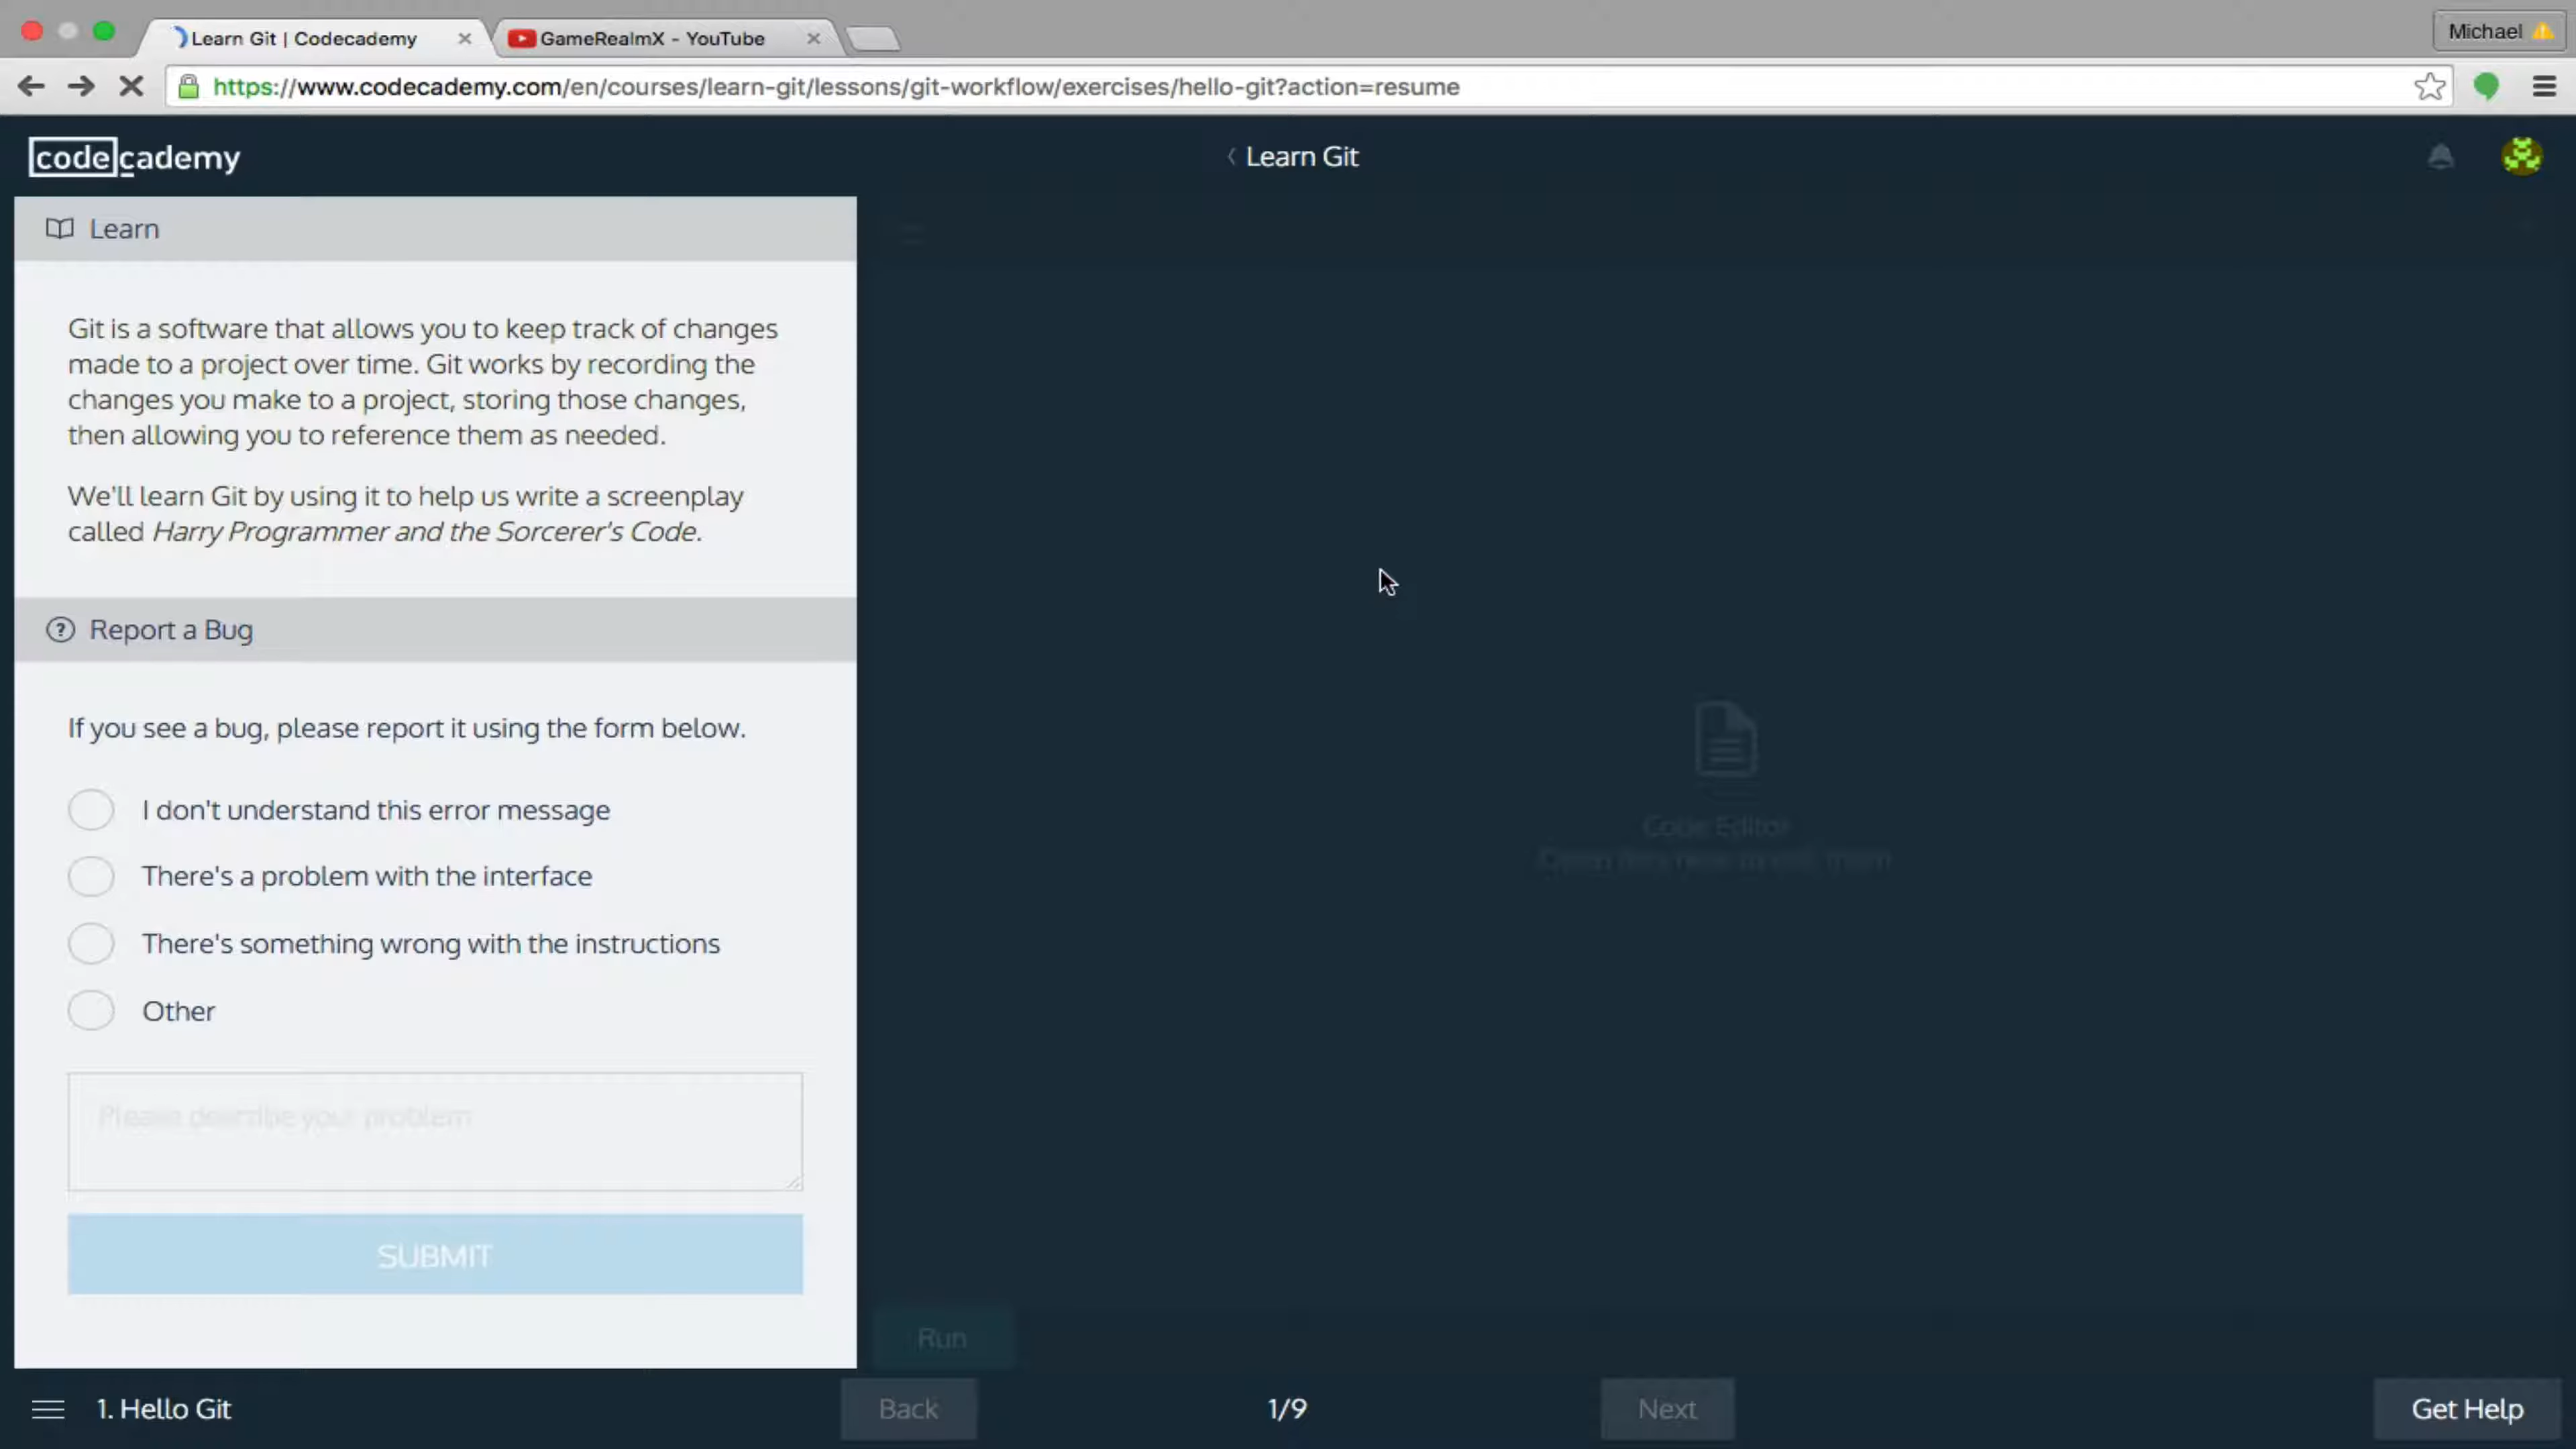 Learn Git | Codecademy
GameRealmX - YouTube
Michael
https://www.codecademy.com/en/courses/learn-git/lessons/git-workflow/exercises/hello-git?action=resume
codecademy
Learn Git
Learn
Git is a software that allows you to keep track of changes
made to a project over time. Git works by recording the
changes you make to a project, storing those changes,
then allowing you to reference them as needed.
We'll learn Git by using it to help us write a screenplay
called Harry Programmer and the Sorcerer's Code.
Report a Bug
If you see a bug, please report it using the form below.
I don't understand this error message
There's a problem with the interface
There's something wrong with the instructions
Other
Please describe your problem
SUBMIT
Code Editor
Run
1. Hello Git
Back
1/9
Next
Get Help